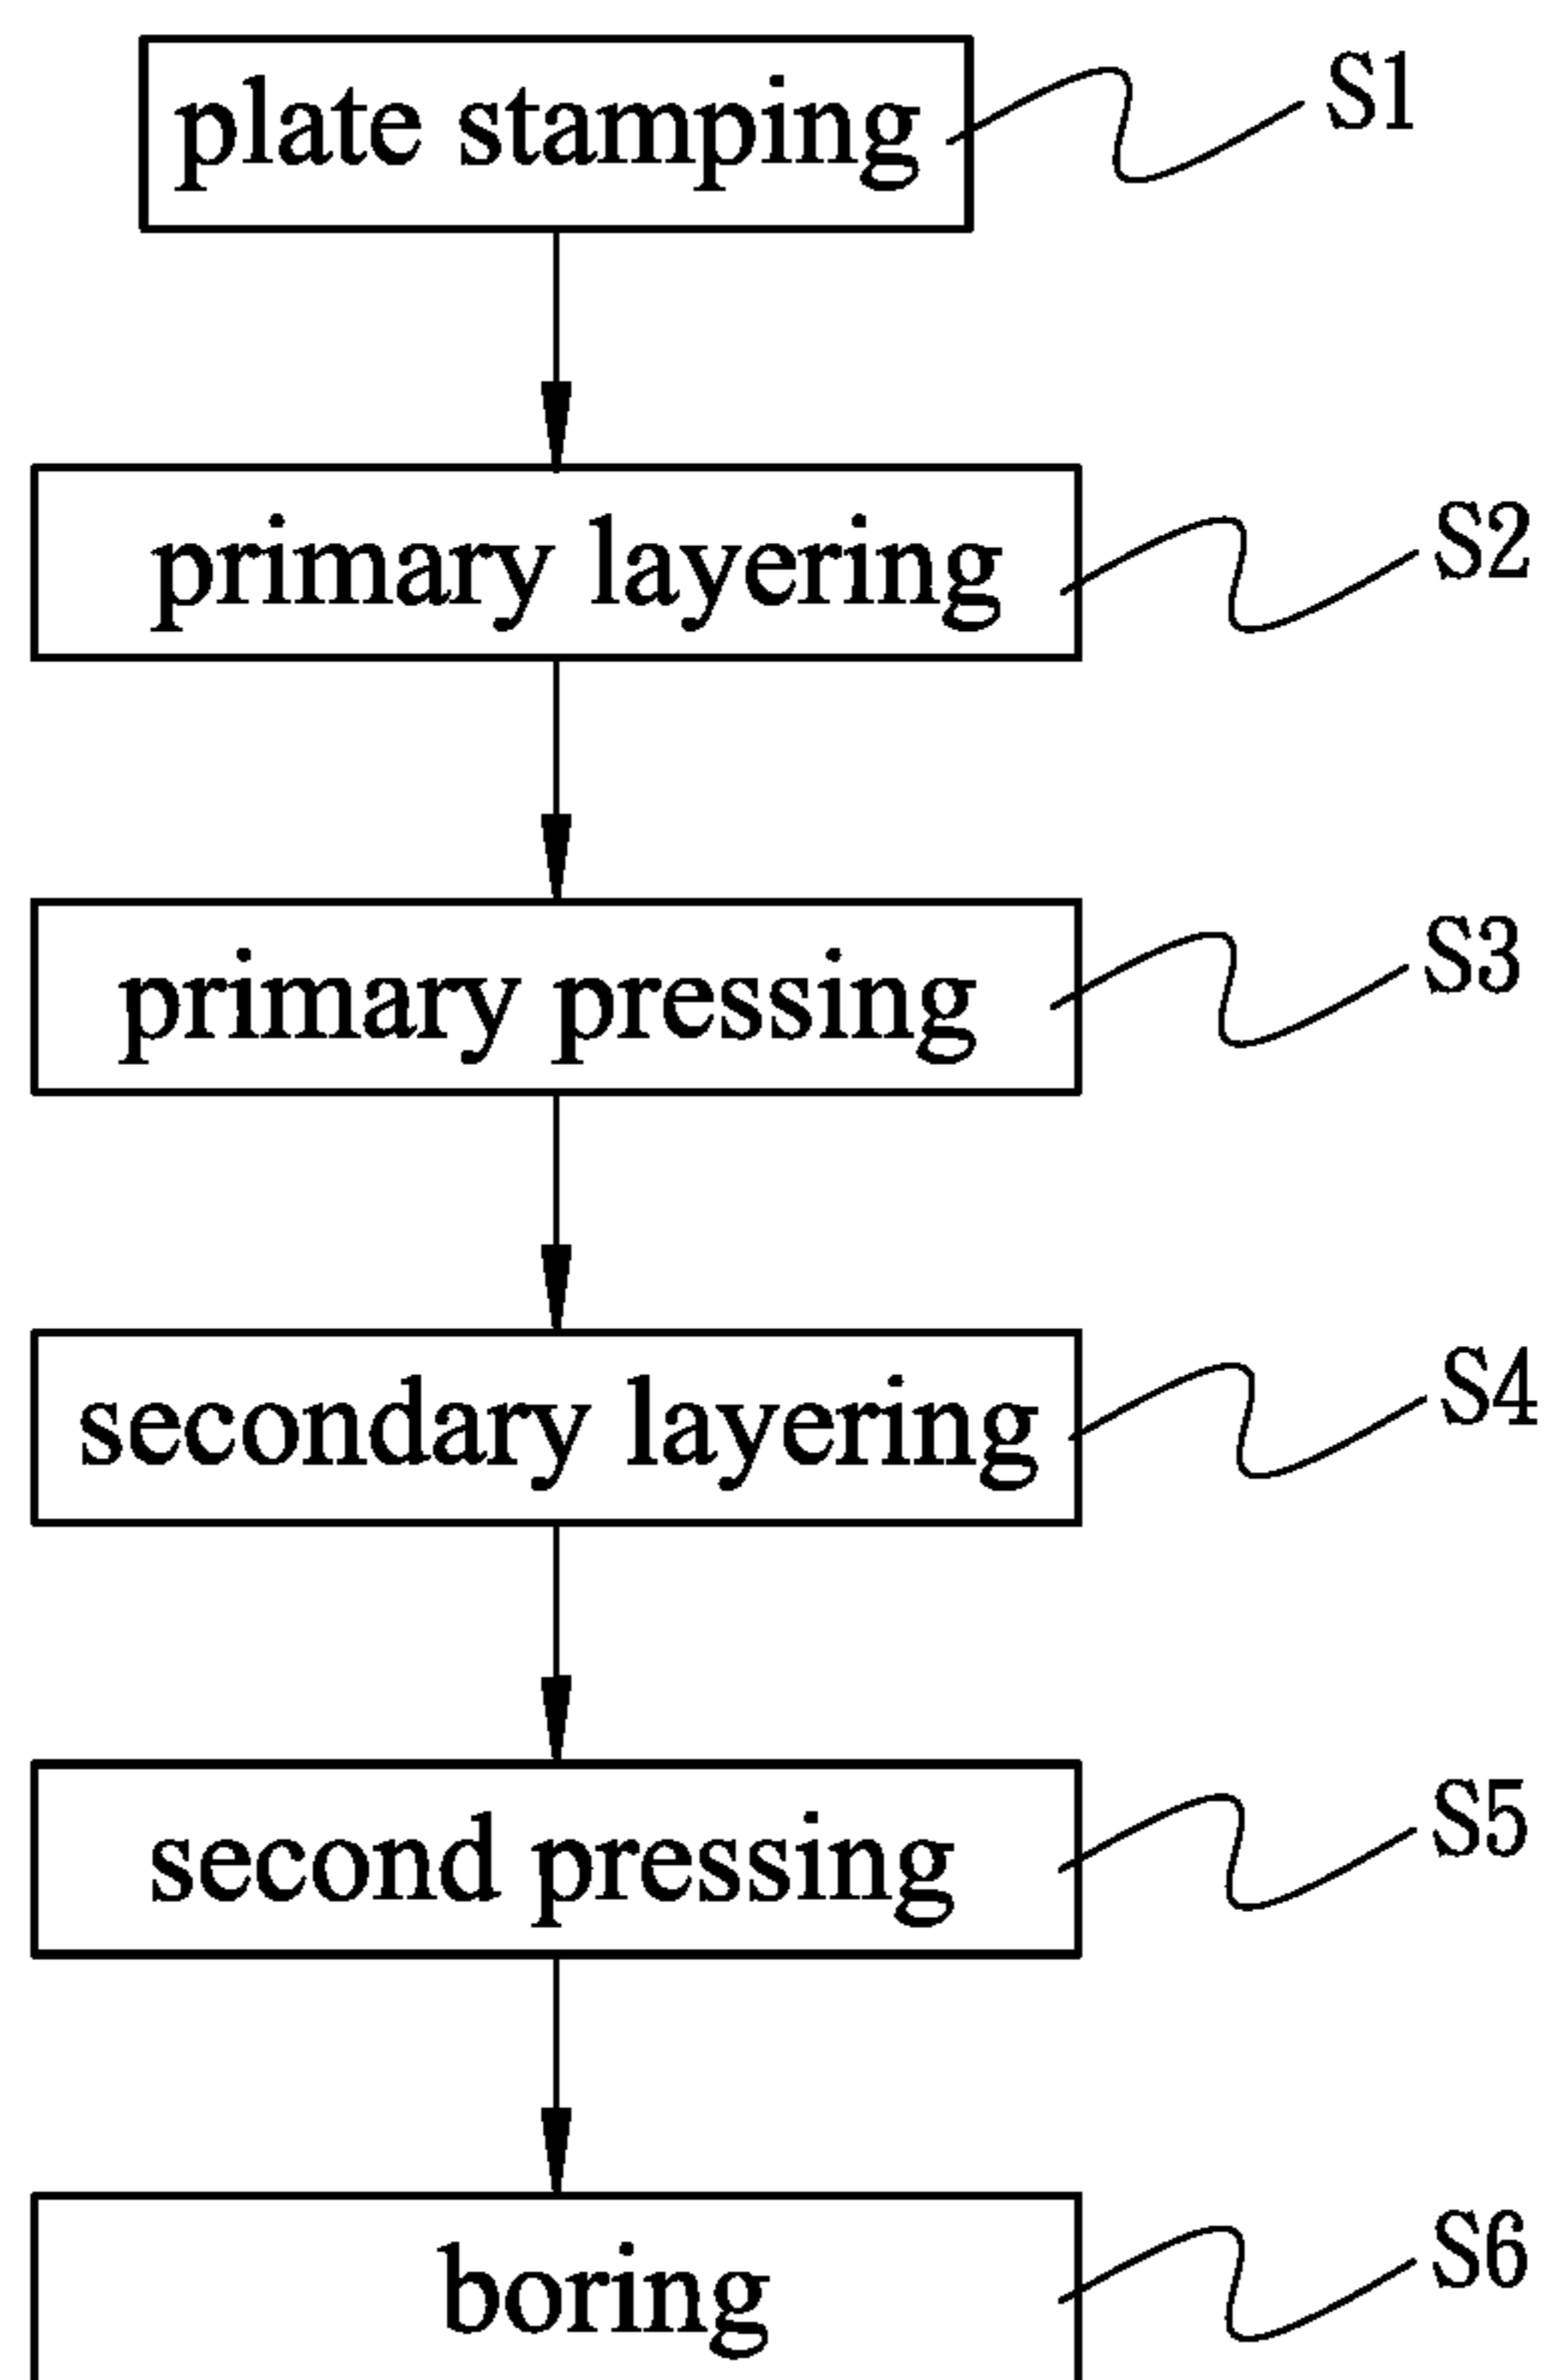 plate stamping S1
primary layering S2
primary pressing S3
secondary layering S4
second pressing S5
boring S6